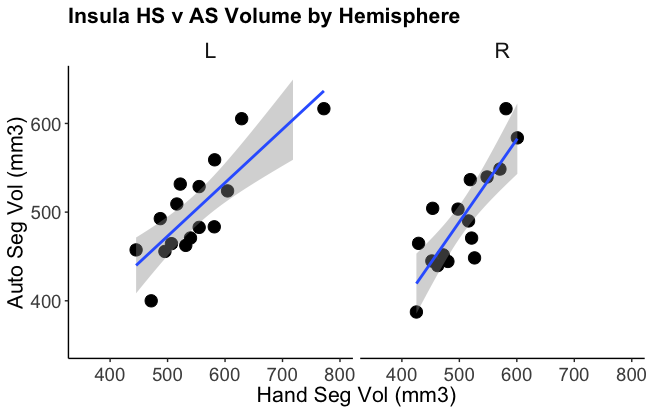 Insula HS v AS Volume by Hemisphere
L R
Auto Seg Vol (mm3)
600
500
400
400 500 600 700 800 400 500 600 700 800
Hand Seg Vol (mm3)